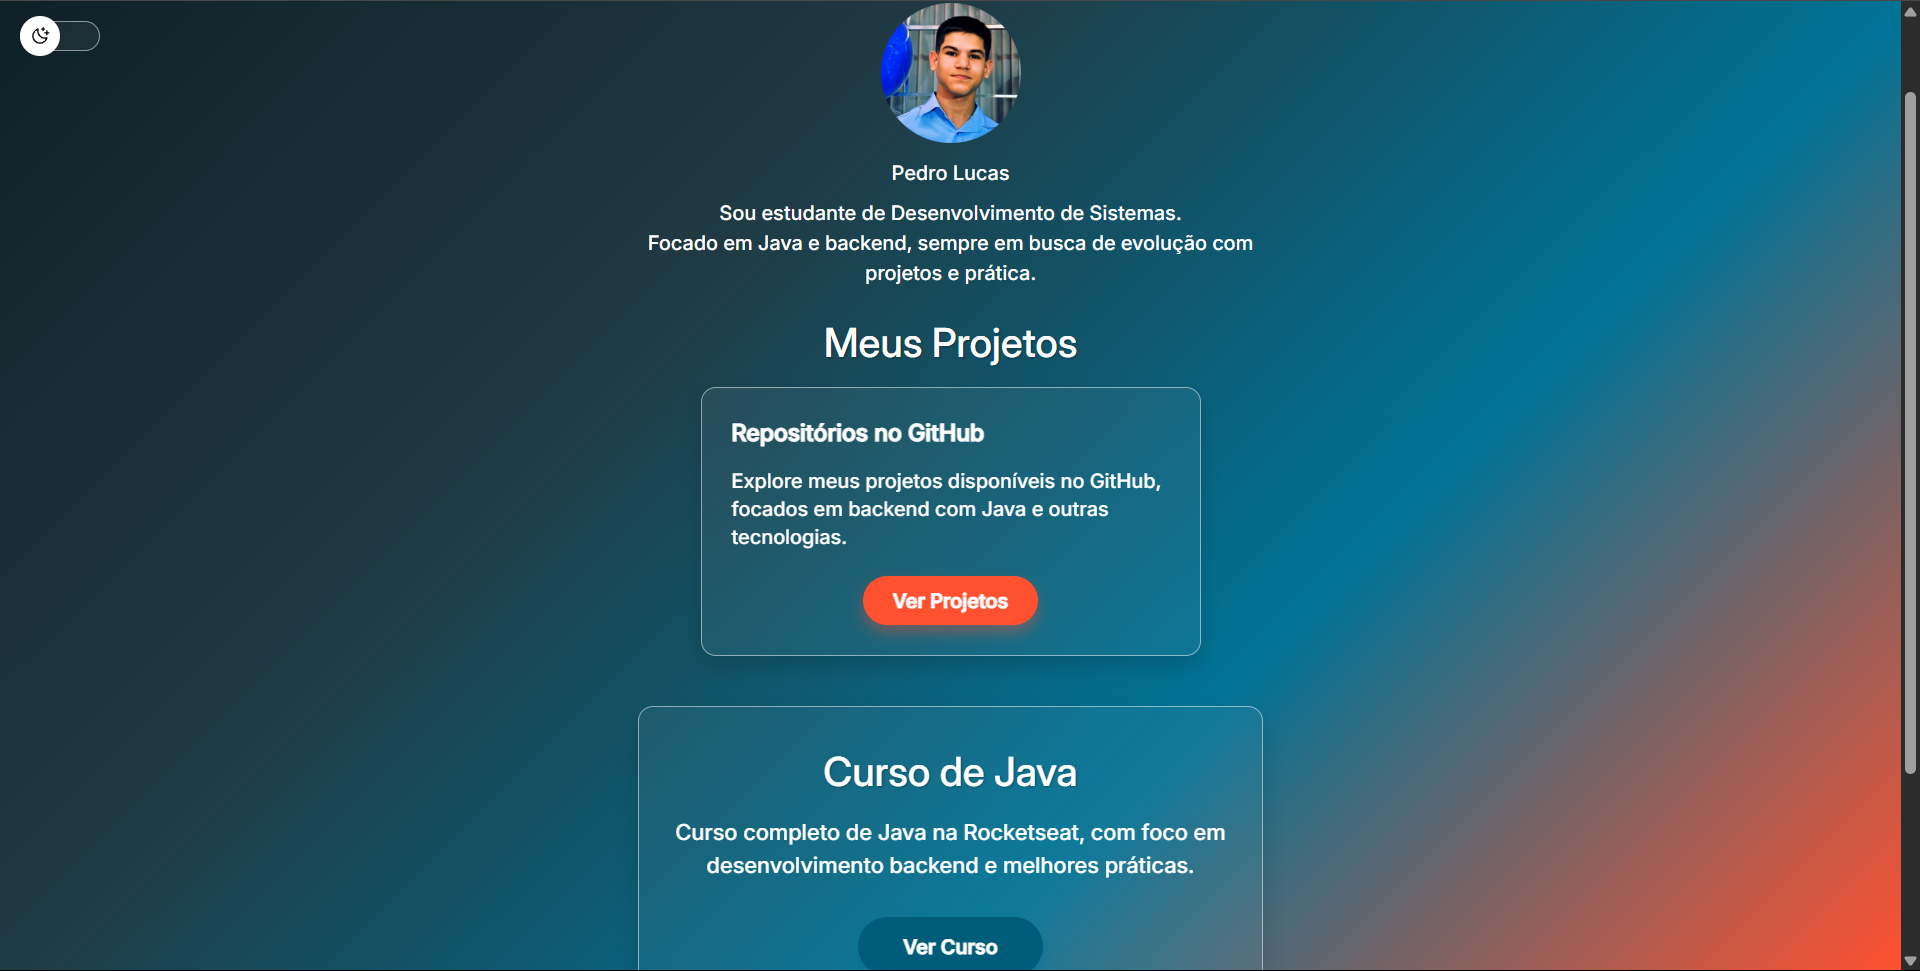 Pedro Lucas
Sou estudante de Desenvolvimento de Sistemas.
Focado em Java e backend, sempre em busca de evolução com
projetos e prática.
Meus Projetos
Repositórios no GitHub
Explore meus projetos disponíveis no GitHub,
focados em backend com Java e outras
tecnologias.
Ver Projetos
Curso de Java
Curso completo de Java na Rocketseat, com foco em
desenvolvimento backend e melhores práticas.
Ver Curso